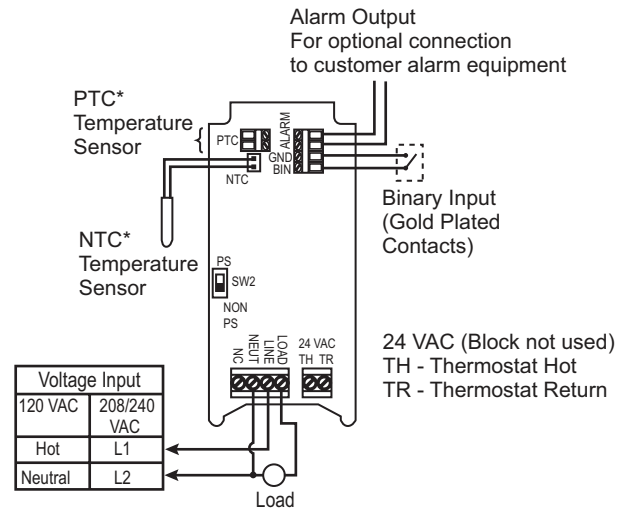 Alarm Output
For optional connection
to customer alarm equipment
PTC*
Temperature
Sensor
PTC
ALARM
GND
BIN
NTC
Binary Input
(Gold Plated
Contacts)
NTC*
Temperature
Sensor
PS
SW2
NON
PS
NC
NEUT
LINE
LOAD
24 VAC
TH TR
24 VAC (Block not used)
TH - Thermostat Hot
TR - Thermostat Return
Voltage Input
120 VAC 208/240
VAC
Hot L1
Neutral L2
Load